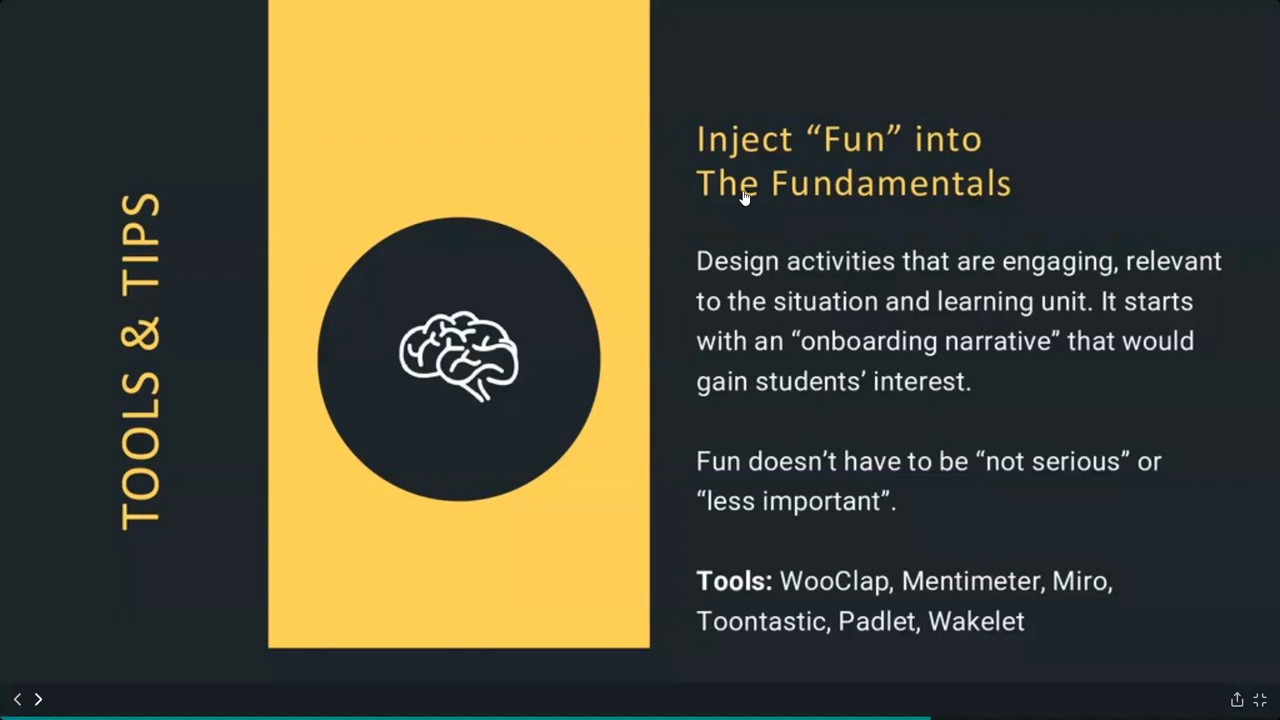 TOOLS & TIPS
Inject “Fun” into
The Fundamentals
Design activities that are engaging, relevant
to the situation and learning unit. It starts
with an “onboarding narrative” that would
gain students’ interest.
Fun doesn’t have to be “not serious” or
“less important”.
Tools: WooClap, Mentimeter, Miro,
Toontastic, Padlet, Wakelet